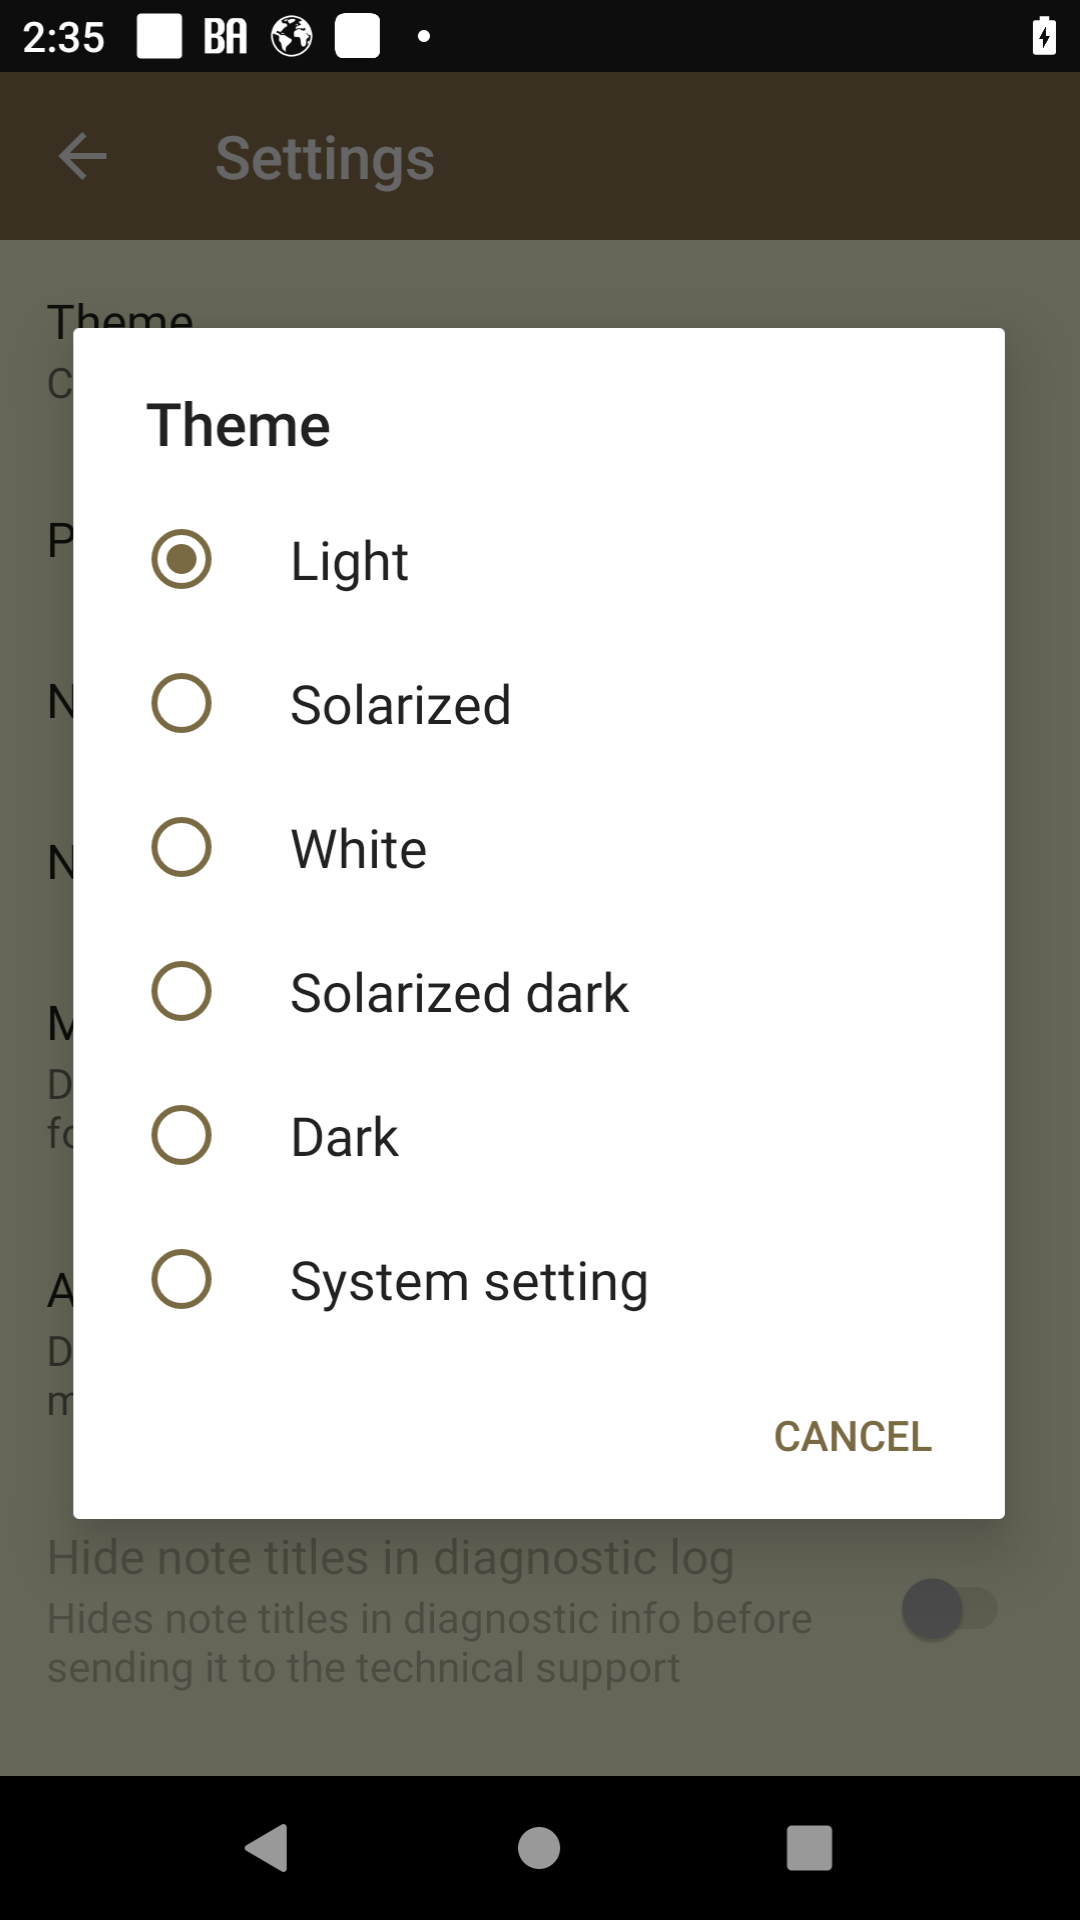 2:35 BA
Settings
Theme
Theme
Light
Solarized
White
Solarized dark
Dark
System setting
CANCEL
Hide note titles in diagnostic log
Hides note titles in diagnostic info before
sending it to the technical support